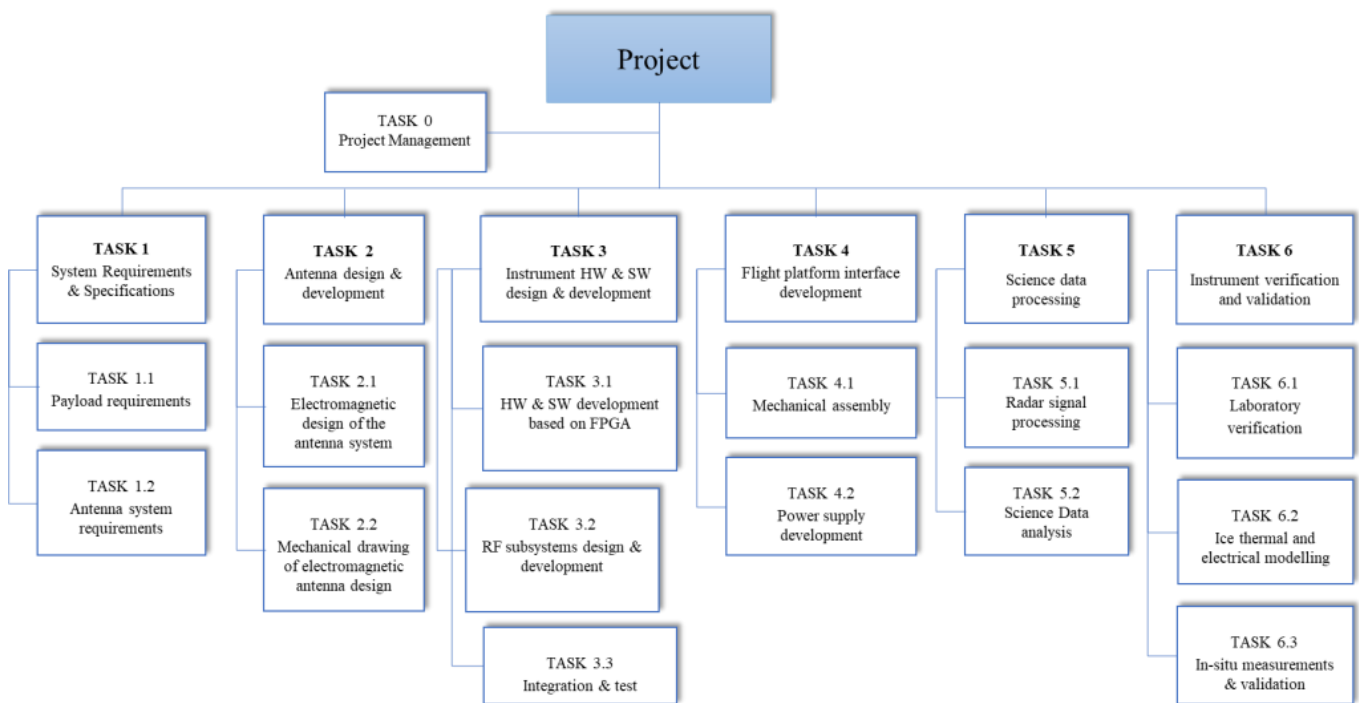 Project
TASK 0
Project Management
TASK 1
System Requirements
& Specifications
TASK 1.1
Payload requirements
TASK 1.2
Antenna system
requirements
TASK 2
Antenna design &
development
TASK 2.1
Electromagnetic
design of the
antenna system
TASK 2.2
Mechanical drawing
of electromagnetic
antenna design
TASK 3
Instrument HW & SW
design & development
TASK 3.1
HW & SW development
based on FPGA
TASK 3.2
RF subsystems design &
development
TASK 3.3
Integration & test
TASK 4
Flight platform interface
development
TASK 4.1
Mechanical assembly
TASK 4.2
Power supply
development
TASK 5
Science data
processing
TASK 5.1
Radar signal
processing
TASK 5.2
Science Data
analysis
TASK 6
Instrument verification
and validation
TASK 6.1
Laboratory
verification
TASK 6.2
Ice thermal and
electrical modelling
TASK 6.3
In-situ measurements
& validation